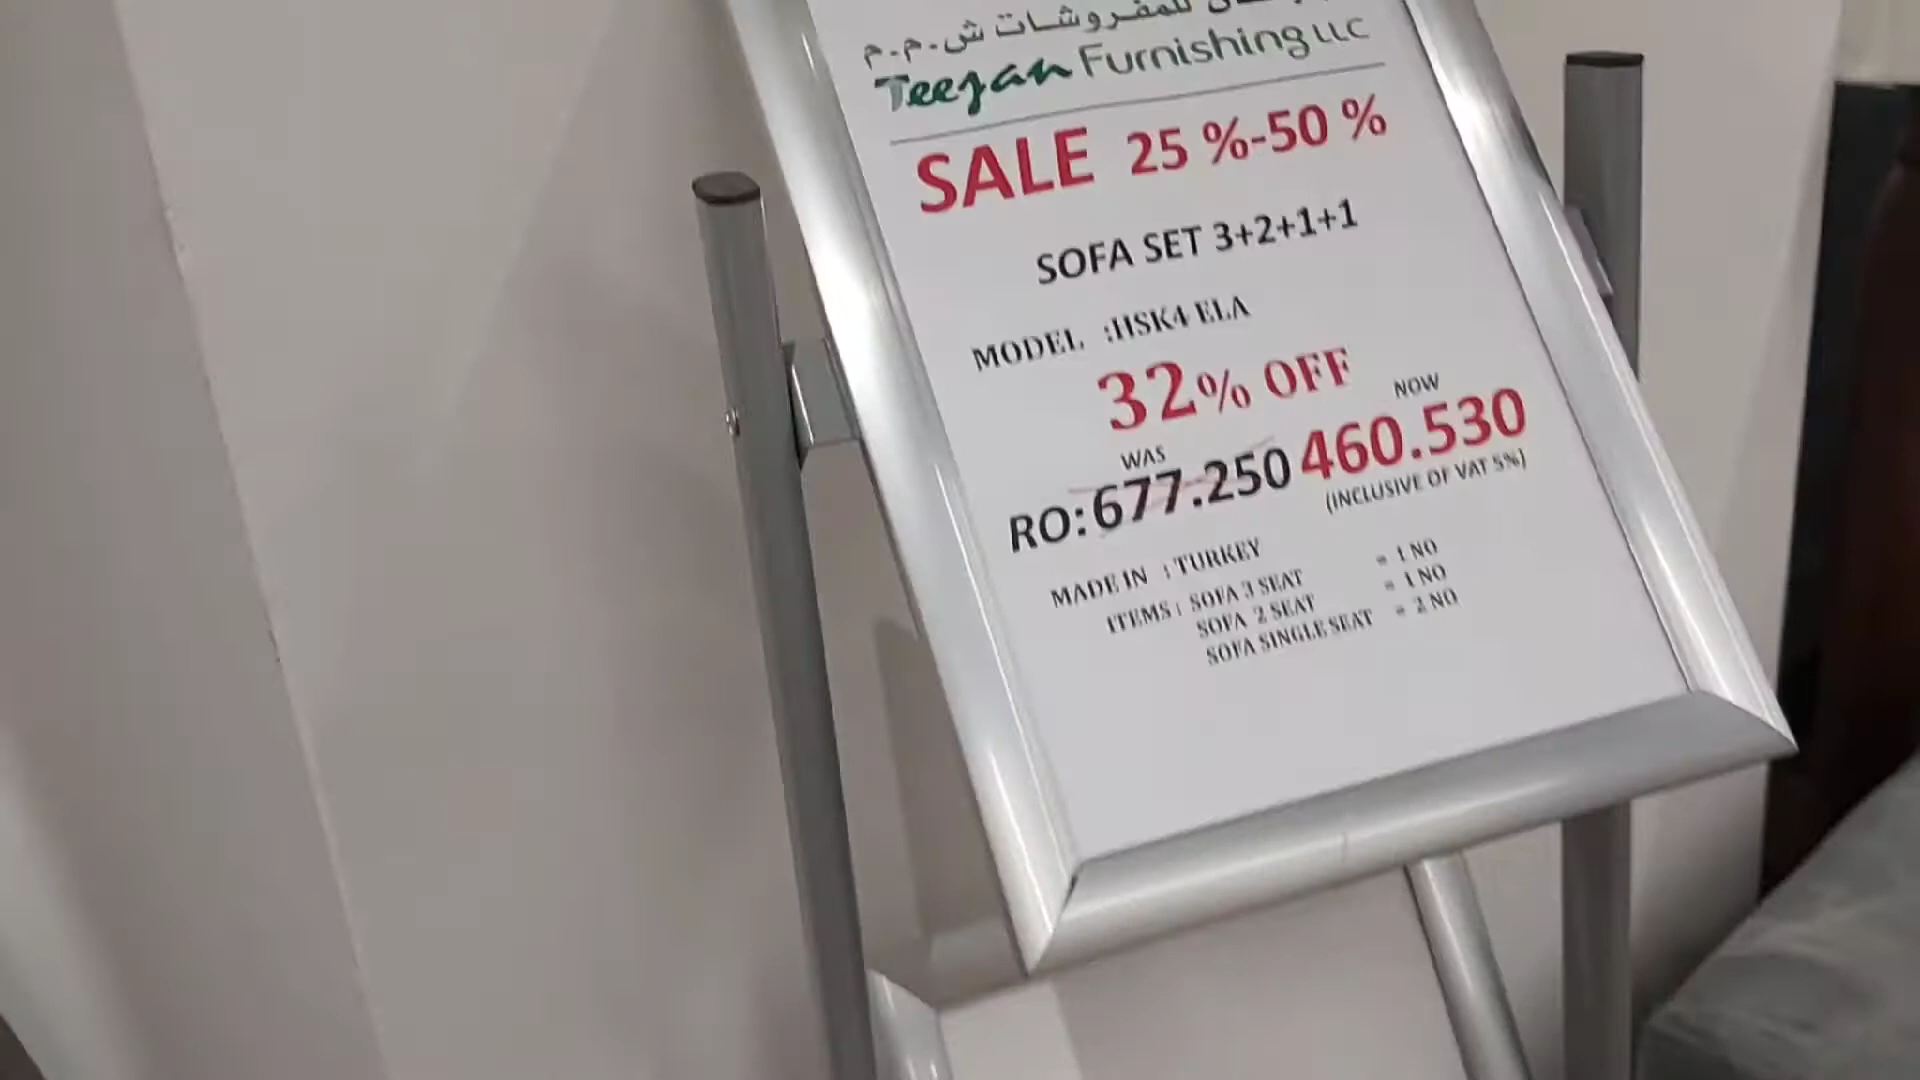 للمفروشات ش.م.م
Teejan Furnishing LLC
SALE 25 %-50 %
SOFA SET 3+2+1+1
MODEL :HSK4 ELA
32% OFF
WAS NOW
RO:677.250 460.530
(INCLUSIVE OF VAT 5%)
MADE IN : TURKEY
ITEMS : SOFA 3 SEAT = 1 NO
SOFA 2 SEAT = 1 NO
SOFA SINGLE SEAT = 2 NO